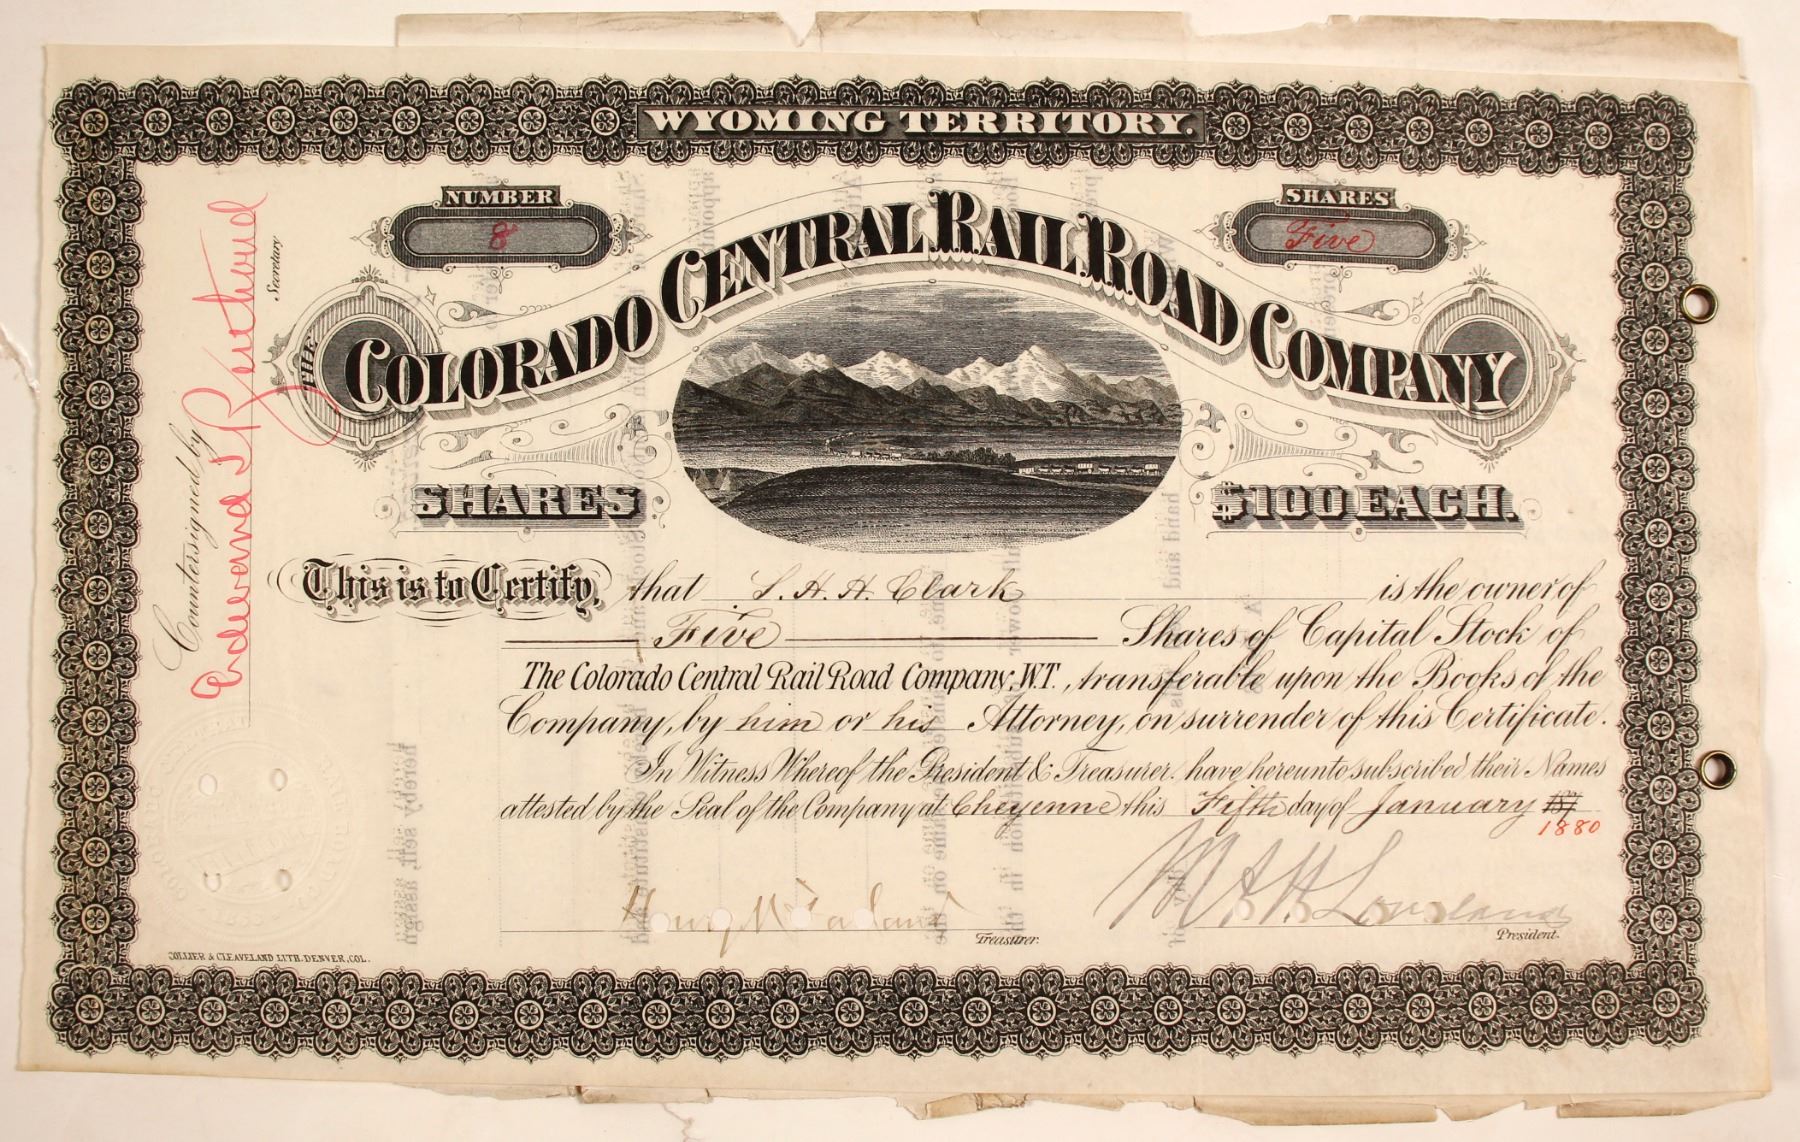 WYOMING TERRITORY.
NUMBER
8
SHARES
Five
THE COLORADO CENTRAL RAIL ROAD COMPANY
SHARES
$100 EACH.
This is to Certify, that S. H. H. Clark is the owner of
Five Shares of Capital Stock of
The Colorado Central Rail Road Company, W.T., transferable upon the Books of the
Company, by him or his Attorney, on surrender of this Certificate.
In Witness Whereof the President & Treasurer have hereunto subscribed their Names
attested by the Seal of the Company at Cheyenne this Fifth day of January 187
1880
Treasurer.
W A H Loveland
President.
Countersigned by
Secretary
COLLIER & CLEAVELAND LITH. DENVER, COL.